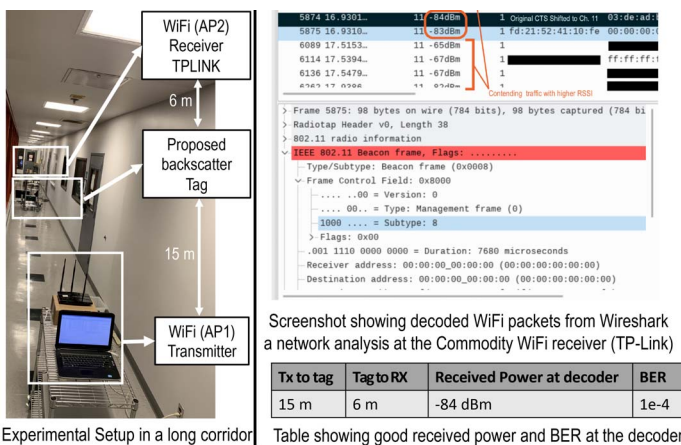 WiFi (AP2)
Receiver
TPLINK
6 m
Proposed
backscatter
Tag
15 m
WiFi (AP1)
Transmitter
Experimental Setup in a long corridor
5874 16.9301… 11 -84dBm 1 Original CTS Shifted to Ch. 11 03:de:ad:
5875 16.9310… 11 -83dBm 1 fd:21:52:41:10:fe 00:00:00:
6089 17.5153… 11 -65dBm 1
6114 17.5394… 11 -67dBm 1 ff:ff:ff:
6136 17.5479… 11 -67dBm 1
6262 17.9386 11 -82dBm 1
Contending traffic with higher RSSI
Frame 5875: 98 bytes on wire (784 bits), 98 bytes captured (784 bi
Radiotap Header v0, Length 38
802.11 radio information
IEEE 802.11 Beacon frame, Flags: .........
Type/Subtype: Beacon frame (0x0008)
Frame Control Field: 0x8000
.... ..00 = Version: 0
.... 00.. = Type: Management frame (0)
1000 .... = Subtype: 8
Flags: 0x00
.001 1110 0000 0000 = Duration: 7680 microseconds
Receiver address: 00:00:00_00:00:00 (00:00:00:00:00:00)
Destination address: 00:00:00_00:00:00 (00:00:00:00:00:00)
Screenshot showing decoded WiFi packets from Wireshark
a network analysis at the Commodity WiFi receiver (TP-Link)
Tx to tag Tag to RX Received Power at decoder BER
15 m 6 m -84 dBm 1e-4
Table showing good received power and BER at the decoder